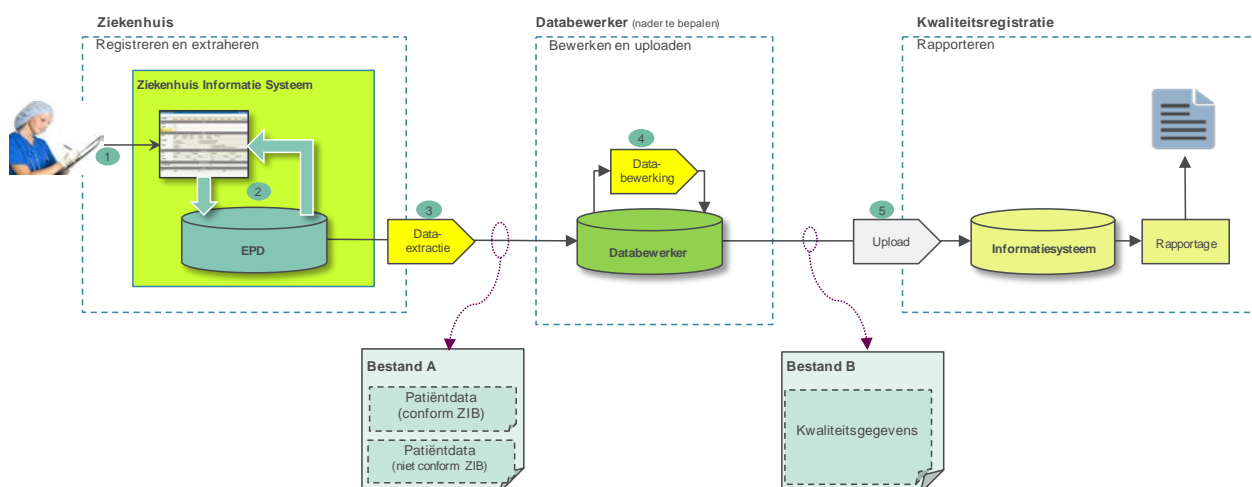 Ziekenhuis
Registreren en extraheren
Ziekenhuis Informatie Systeem
1
2
EPD
3
Data-
extractie
Databewerker (nader te bepalen)
Bewerken en uploaden
4
Data-
bewerking
Databewerker
Kwaliteitsregistratie
Rapporteren
5
Upload
Informatiesysteem
Rapportage
Bestand A
Patiëntdata
(conform ZIB)
Patiëntdata
(niet conform ZIB)
Bestand B
Kwaliteitsgegevens